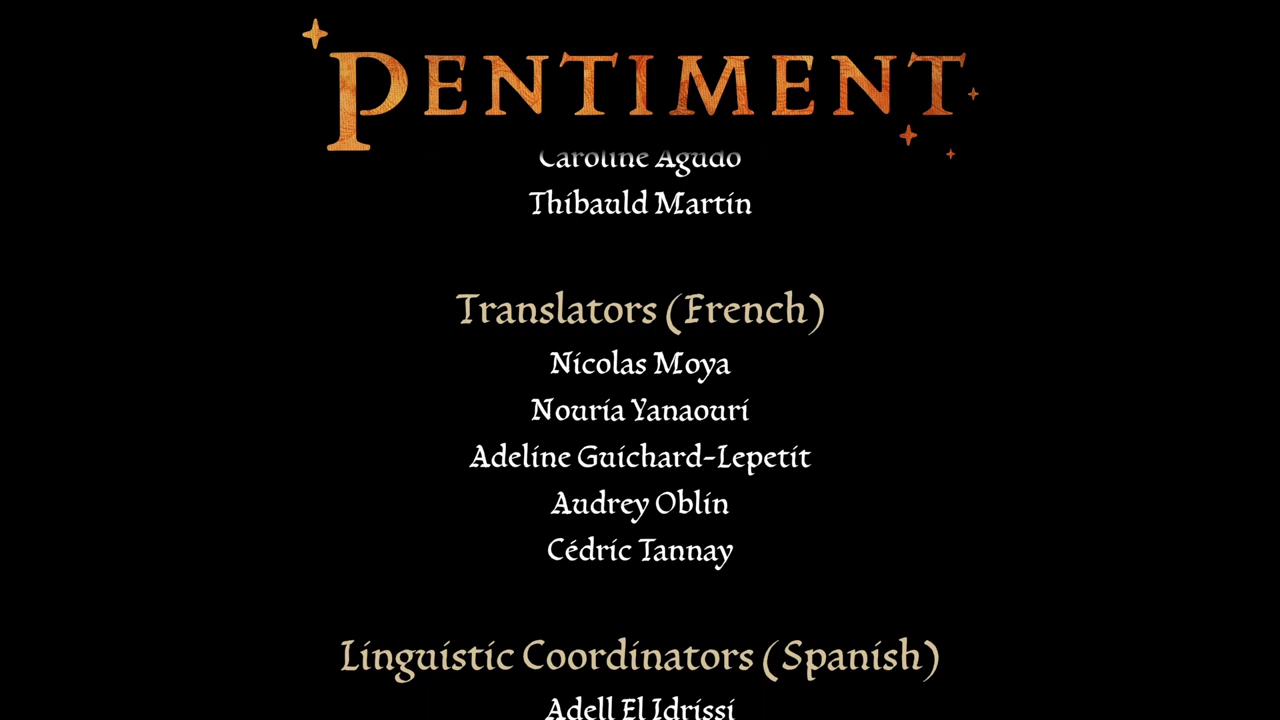 PENTIMENT
Caroline Agudo
Thibauld Martin
Translators (French)
Nicolas Moya
Nouria Yanaouri
Adeline Guichard-Lepetit
Audrey Oblin
Cédric Tannay
Linguistic Coordinators (Spanish)
Adell El Idrissi